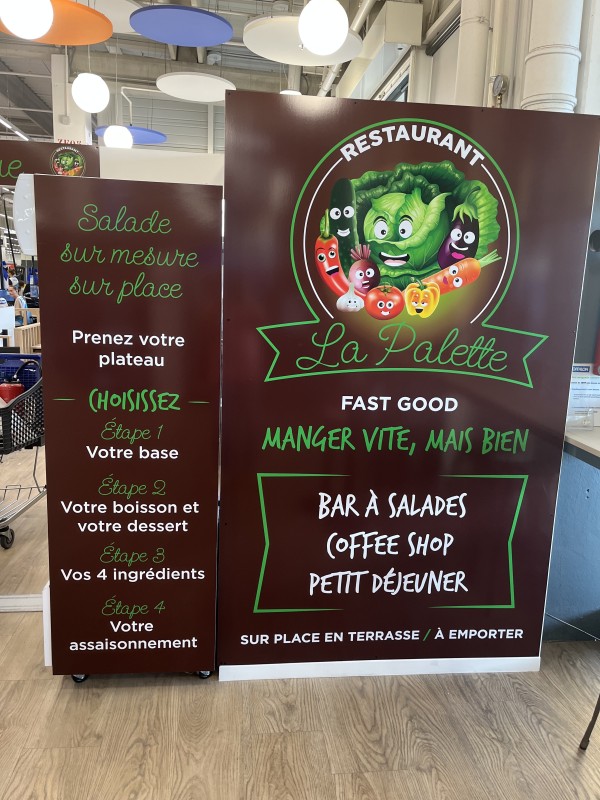 Salade
sur mesure
sur place
Prenez votre
plateau
CHOISISSEZ
Étape 1
Votre base
Étape 2
Votre boisson et
votre dessert
Étape 3
Vos 4 ingrédients
Étape 4
Votre
assaisonnement
RESTAURANT
La Palette
FAST GOOD
MANGER VITE, MAIS BIEN
BAR À SALADES
COFFEE SHOP
PETIT DÉJEUNER
SUR PLACE EN TERRASSE / À EMPORTER